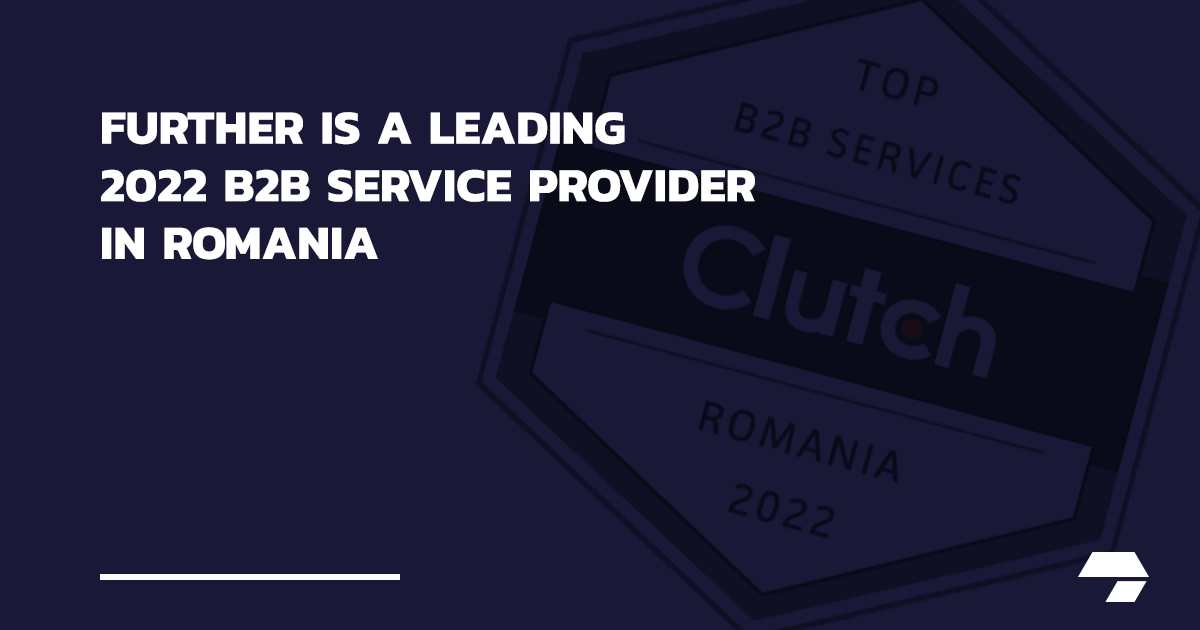 FURTHER IS A LEADING
2022 B2B SERVICE PROVIDER
IN ROMANIA
TOP
B2B SERVICES
Clutch
ROMANIA
2022